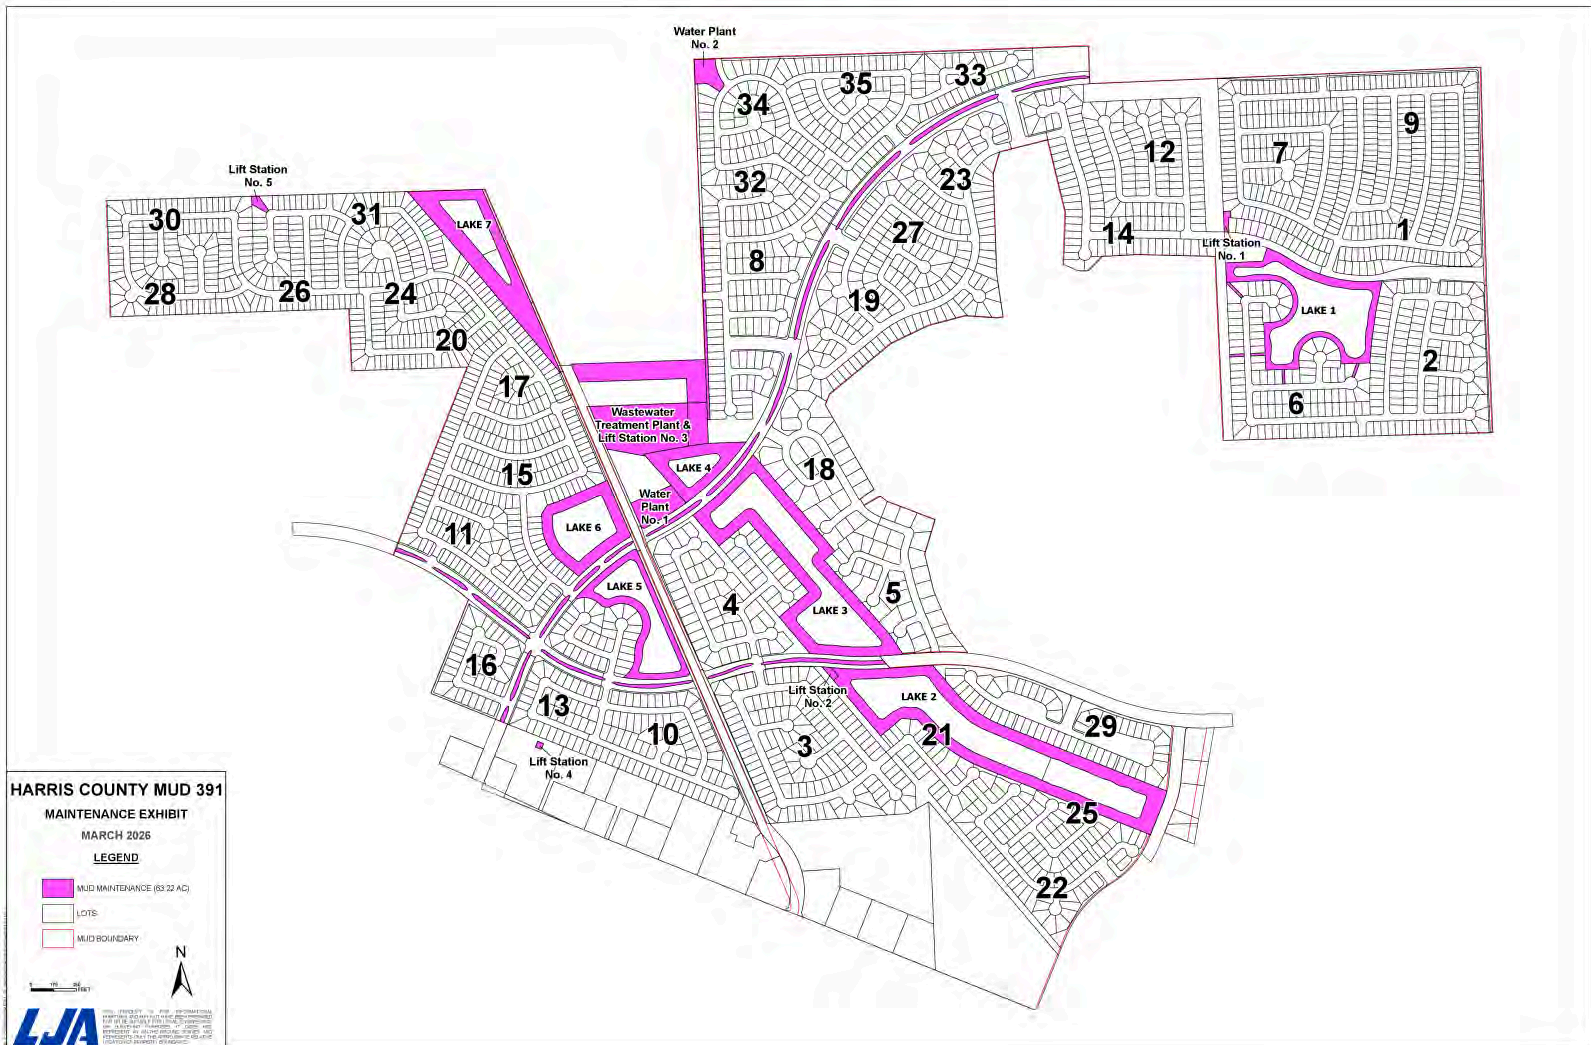 Water Plant
No. 2
33
35
34
9
12
7
Lift Station
No. 5
23
32
30
31
LAKE 7
27
14
1
Lift Station
No. 1
8
28
26
24
19
LAKE 1
20
2
17
6
Wastewater
Treatment Plant &
Lift Station No. 3
LAKE 4
18
15
Water
Plant
No. 1
LAKE 6
11
LAKE 5
5
4
LAKE 3
16
Lift Station
No. 2
LAKE 2
13
29
10
21
3
Lift Station
No. 4
25
22
HARRIS COUNTY MUD 391
MAINTENANCE EXHIBIT
MARCH 2026
LEGEND
MUD MAINTENANCE (63.22 AC)
LOTS
MUD BOUNDARY
N
FEET
LJA